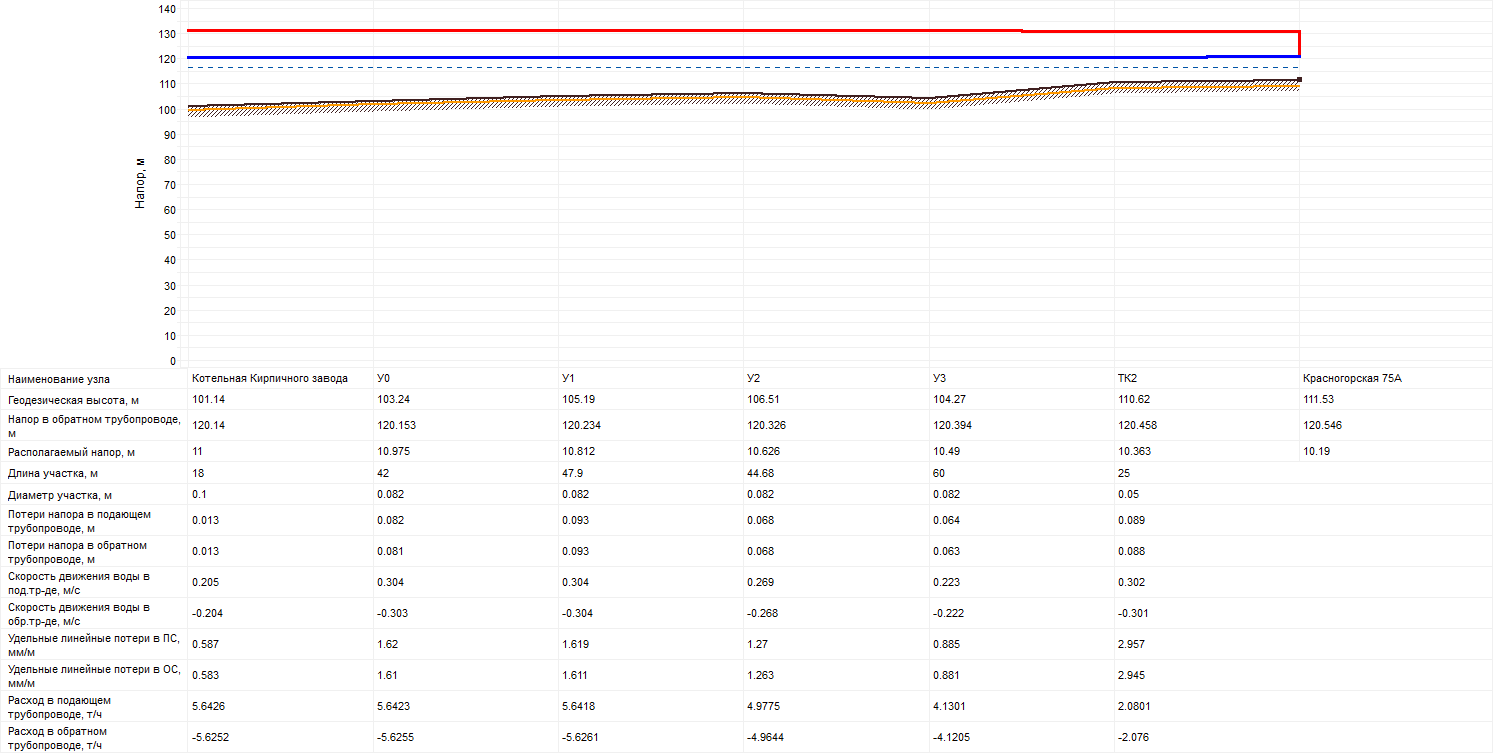 140
130
120
110
100
90
80
70
60
50
40
30
20
10
0
Напор, м
Наименование узла Котельная Кирпичного завода У0 У1 У2 У3 ТК2 Красногорская 75А
Геодезическая высота, м 101.14 103.24 105.19 106.51 104.27 110.62 111.53
Напор в обратном трубопроводе,
м 120.14 120.153 120.234 120.326 120.394 120.458 120.546
Располагаемый напор, м 11 10.975 10.812 10.626 10.49 10.363 10.19
Длина участка, м 18 42 47.9 44.68 60 25
Диаметр участка, м 0.1 0.082 0.082 0.082 0.082 0.05
Потери напора в подающем
трубопроводе, м 0.013 0.082 0.093 0.068 0.064 0.089
Потери напора в обратном
трубопроводе, м 0.013 0.081 0.093 0.068 0.063 0.088
Скорость движения воды в
под.тр-де, м/с 0.205 0.304 0.304 0.269 0.223 0.302
Скорость движения воды в
обр.тр-де, м/с -0.204 -0.303 -0.304 -0.268 -0.222 -0.301
Удельные линейные потери в ПС,
мм/м 0.587 1.62 1.619 1.27 0.885 2.957
Удельные линейные потери в ОС,
мм/м 0.583 1.61 1.611 1.263 0.881 2.945
Расход в подающем
трубопроводе, т/ч 5.6426 5.6423 5.6418 4.9775 4.1301 2.0801
Расход в обратном
трубопроводе, т/ч -5.6252 -5.6255 -5.6261 -4.9644 -4.1205 -2.076